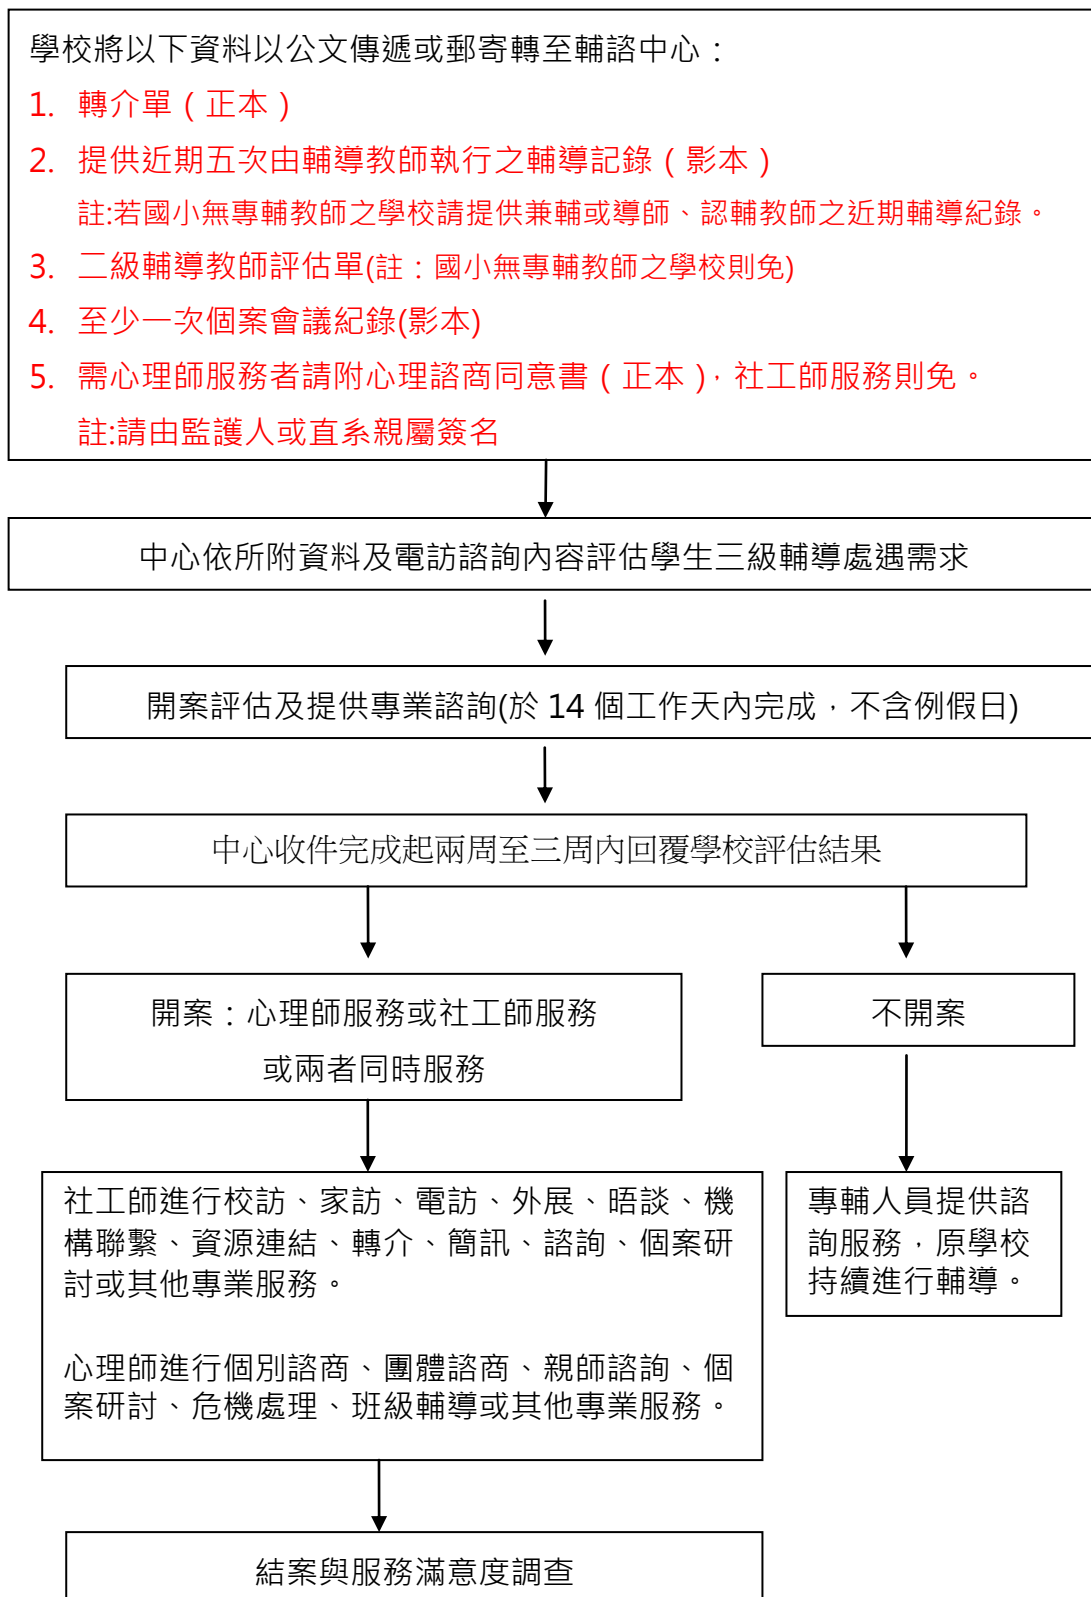 學校將以下資料以公文傳遞或郵寄轉至輔諮中心：
1. 轉介單（正本）
2. 提供近期五次由輔導教師執行之輔導記錄（影本）
註:若國小無專輔教師之學校請提供兼輔或導師、認輔教師之近期輔導紀錄。
3. 二級輔導教師評估單(註：國小無專輔教師之學校則免)
4. 至少一次個案會議紀錄(影本)
5. 需心理師服務者請附心理諮商同意書（正本），社工師服務則免。
註:請由監護人或直系親屬簽名
中心依所附資料及電訪諮詢內容評估學生三級輔導處遇需求
開案評估及提供專業諮詢(於 14 個工作天內完成，不含例假日)
中心收件完成起兩周至三周內回覆學校評估結果
開案：心理師服務或社工師服務
或兩者同時服務
不開案
社工師進行校訪、家訪、電訪、外展、晤談、機
構聯繫、資源連結、轉介、簡訊、諮詢、個案研
討或其他專業服務。
心理師進行個別諮商、團體諮商、親師諮詢、個
案研討、危機處理、班級輔導或其他專業服務。
專輔人員提供諮
詢服務，原學校
持續進行輔導。
結案與服務滿意度調查